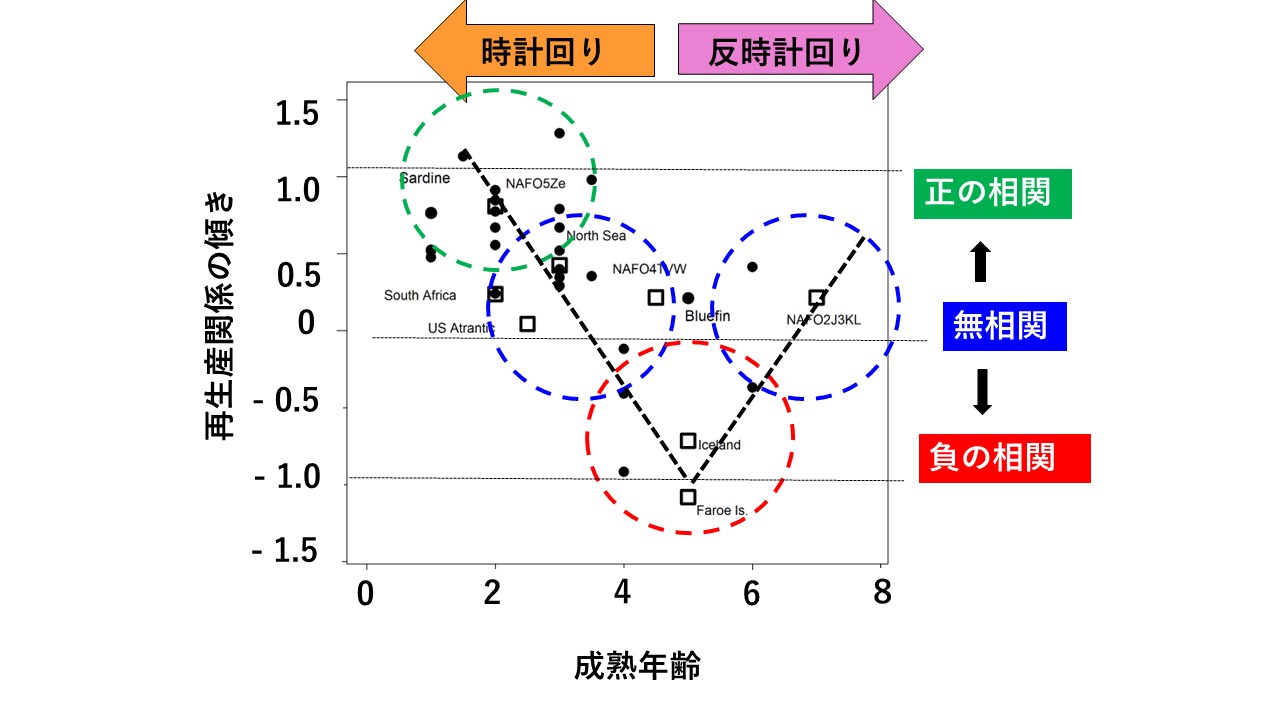 時計回り
反時計回り
1.5
1.0
0.5
0
- 0.5
- 1.0
- 1.5
再生産関係の傾き
Sardine
NAFO5Ze
North Sea
NAFO4TVW
South Africa
US Atrantic
Bluefin
NAFO2J3KL
Iceland
Faroe Is.
正の相関
無相関
負の相関
0
2
4
6
8
成熟年齢